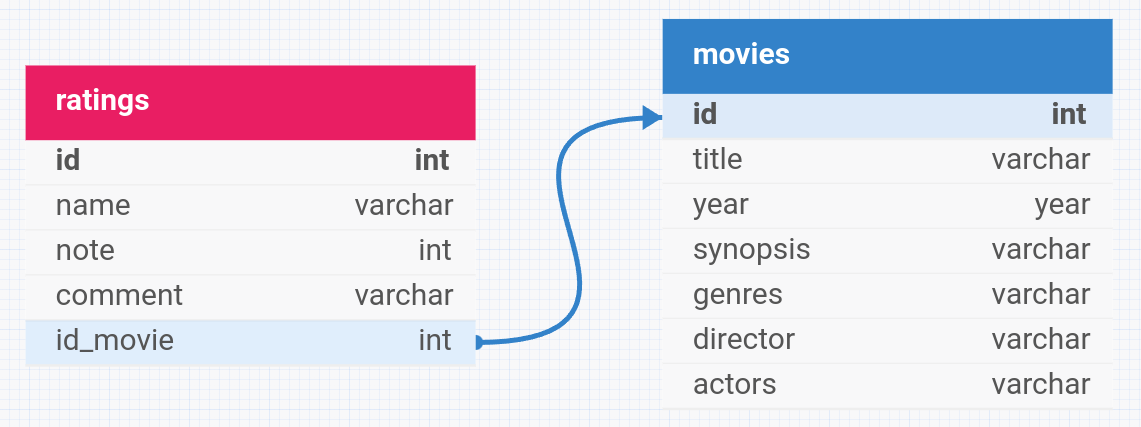 ratings
id int
name varchar
note int
comment varchar
id_movie int
movies
id int
title varchar
year year
synopsis varchar
genres varchar
director varchar
actors varchar